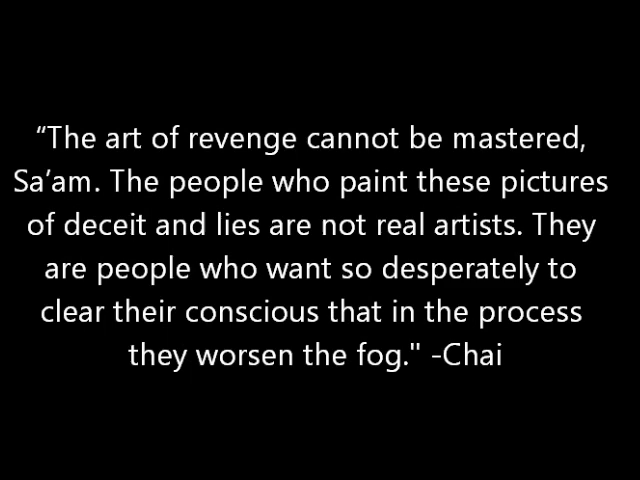 “The art of revenge cannot be mastered,
Sa’am. The people who paint these pictures
of deceit and lies are not real artists. They
are people who want so desperately to
clear their conscious that in the process
they worsen the fog." -Chai